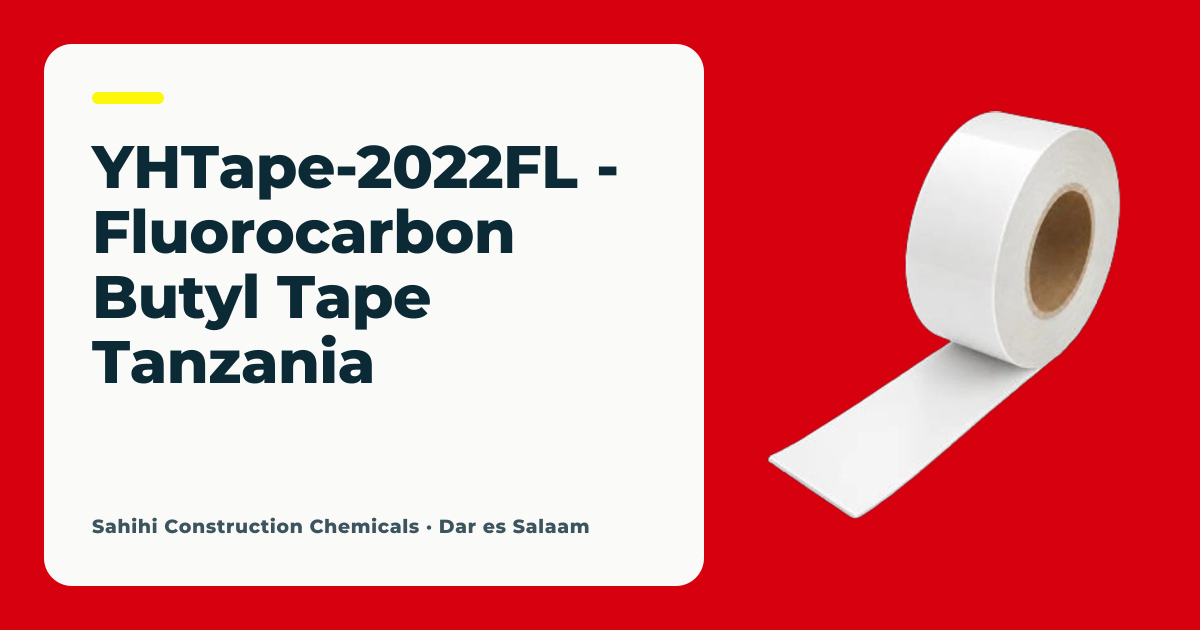 YHTape-2022FL -
Fluorocarbon
Butyl Tape
Tanzania
Sahihi Construction Chemicals · Dar es Salaam